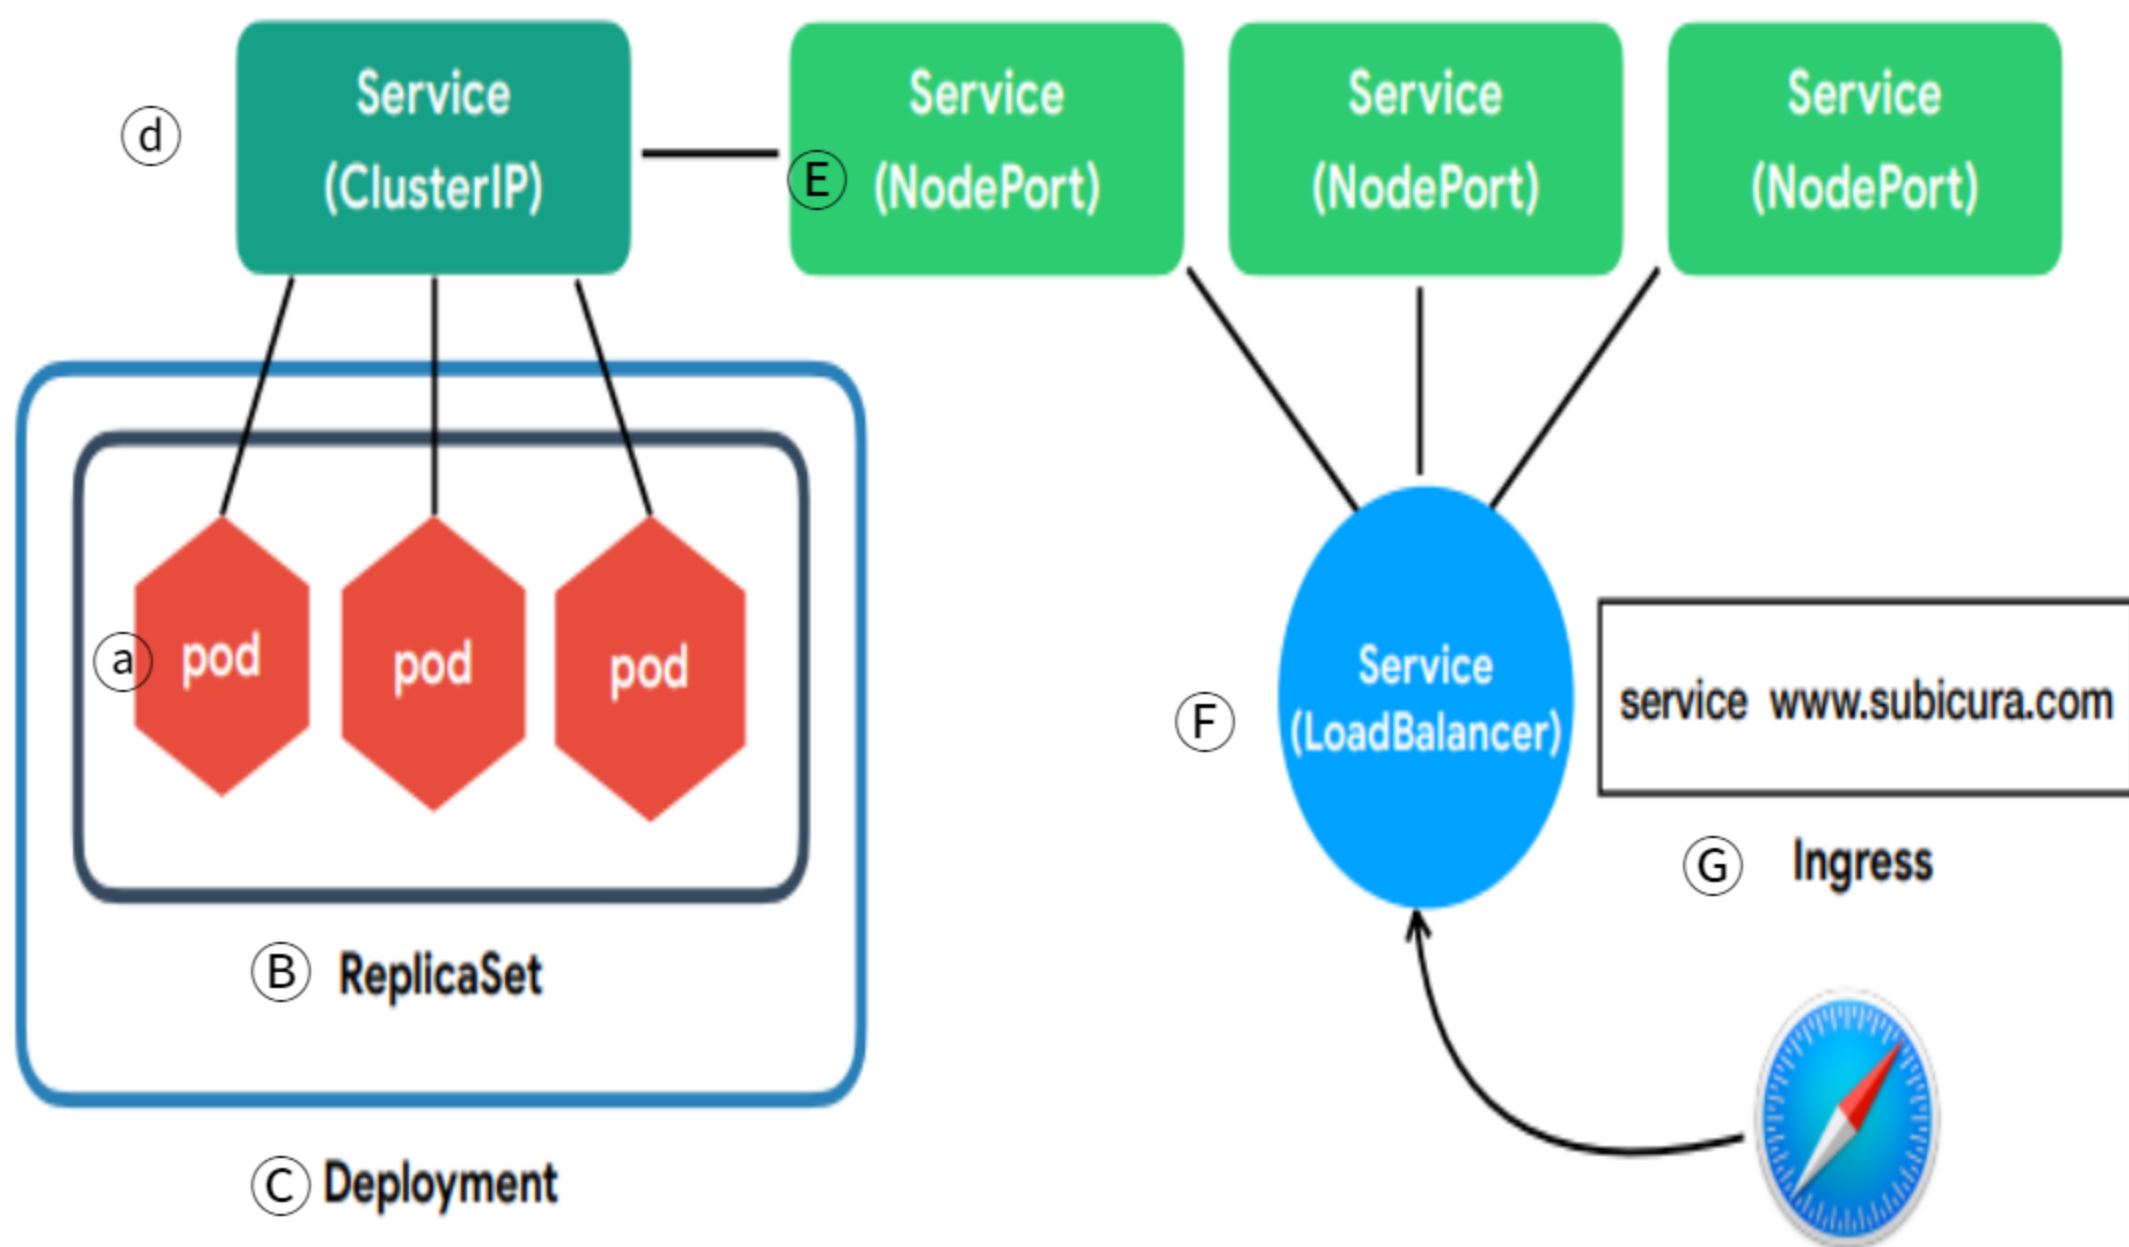 ⓓ
Service
(ClusterIP)
Ⓔ
Service
(NodePort)
Service
(NodePort)
Service
(NodePort)
ⓐ
pod
pod
pod
Ⓑ ReplicaSet
Ⓒ Deployment
Ⓕ
Service
(LoadBalancer)
service www.subicura.com
Ⓖ Ingress